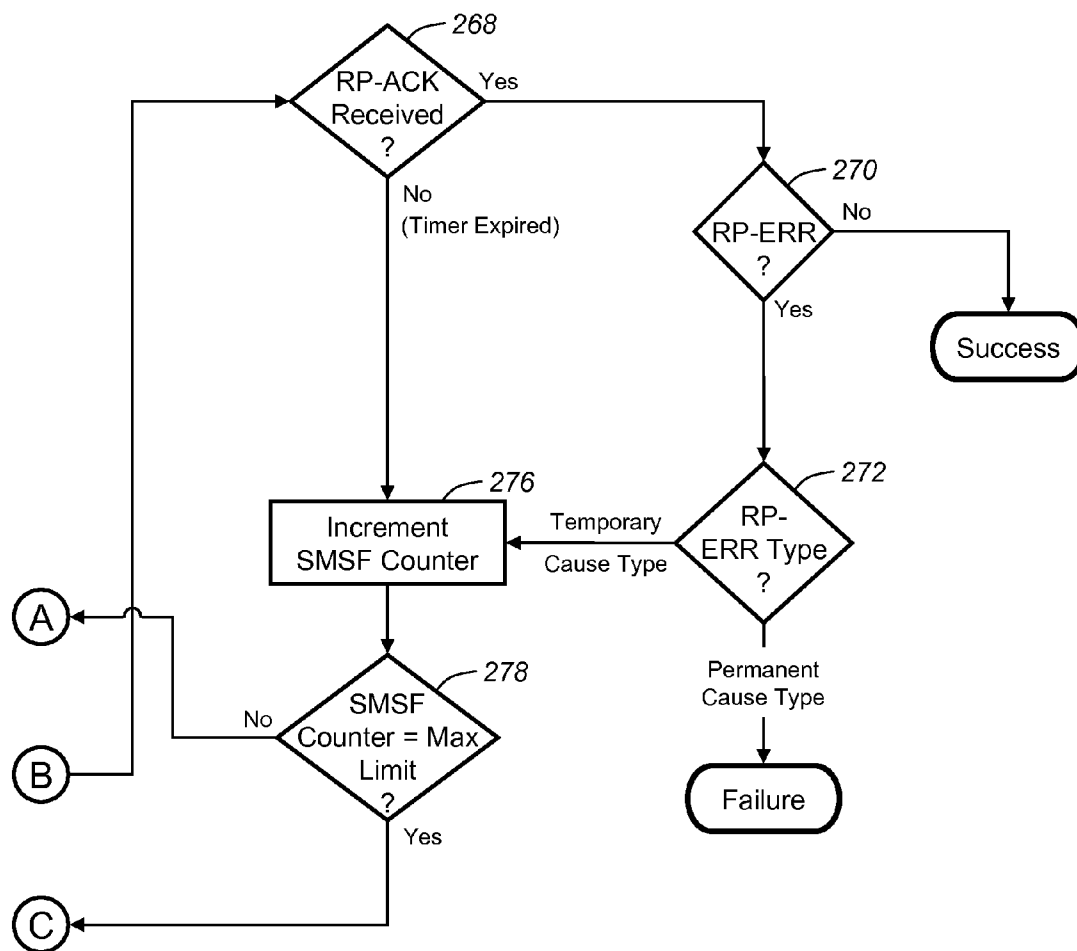 268
RP-ACK
Received
?
Yes
No
(Timer Expired)
270
RP-ERR
?
No
Yes
Success
276
Increment
SMSF Counter
Temporary
Cause Type
272
RP-
ERR Type
?
A
278
SMSF
Counter = Max
Limit
?
No
Yes
Permanent
Cause Type
B
Failure
C